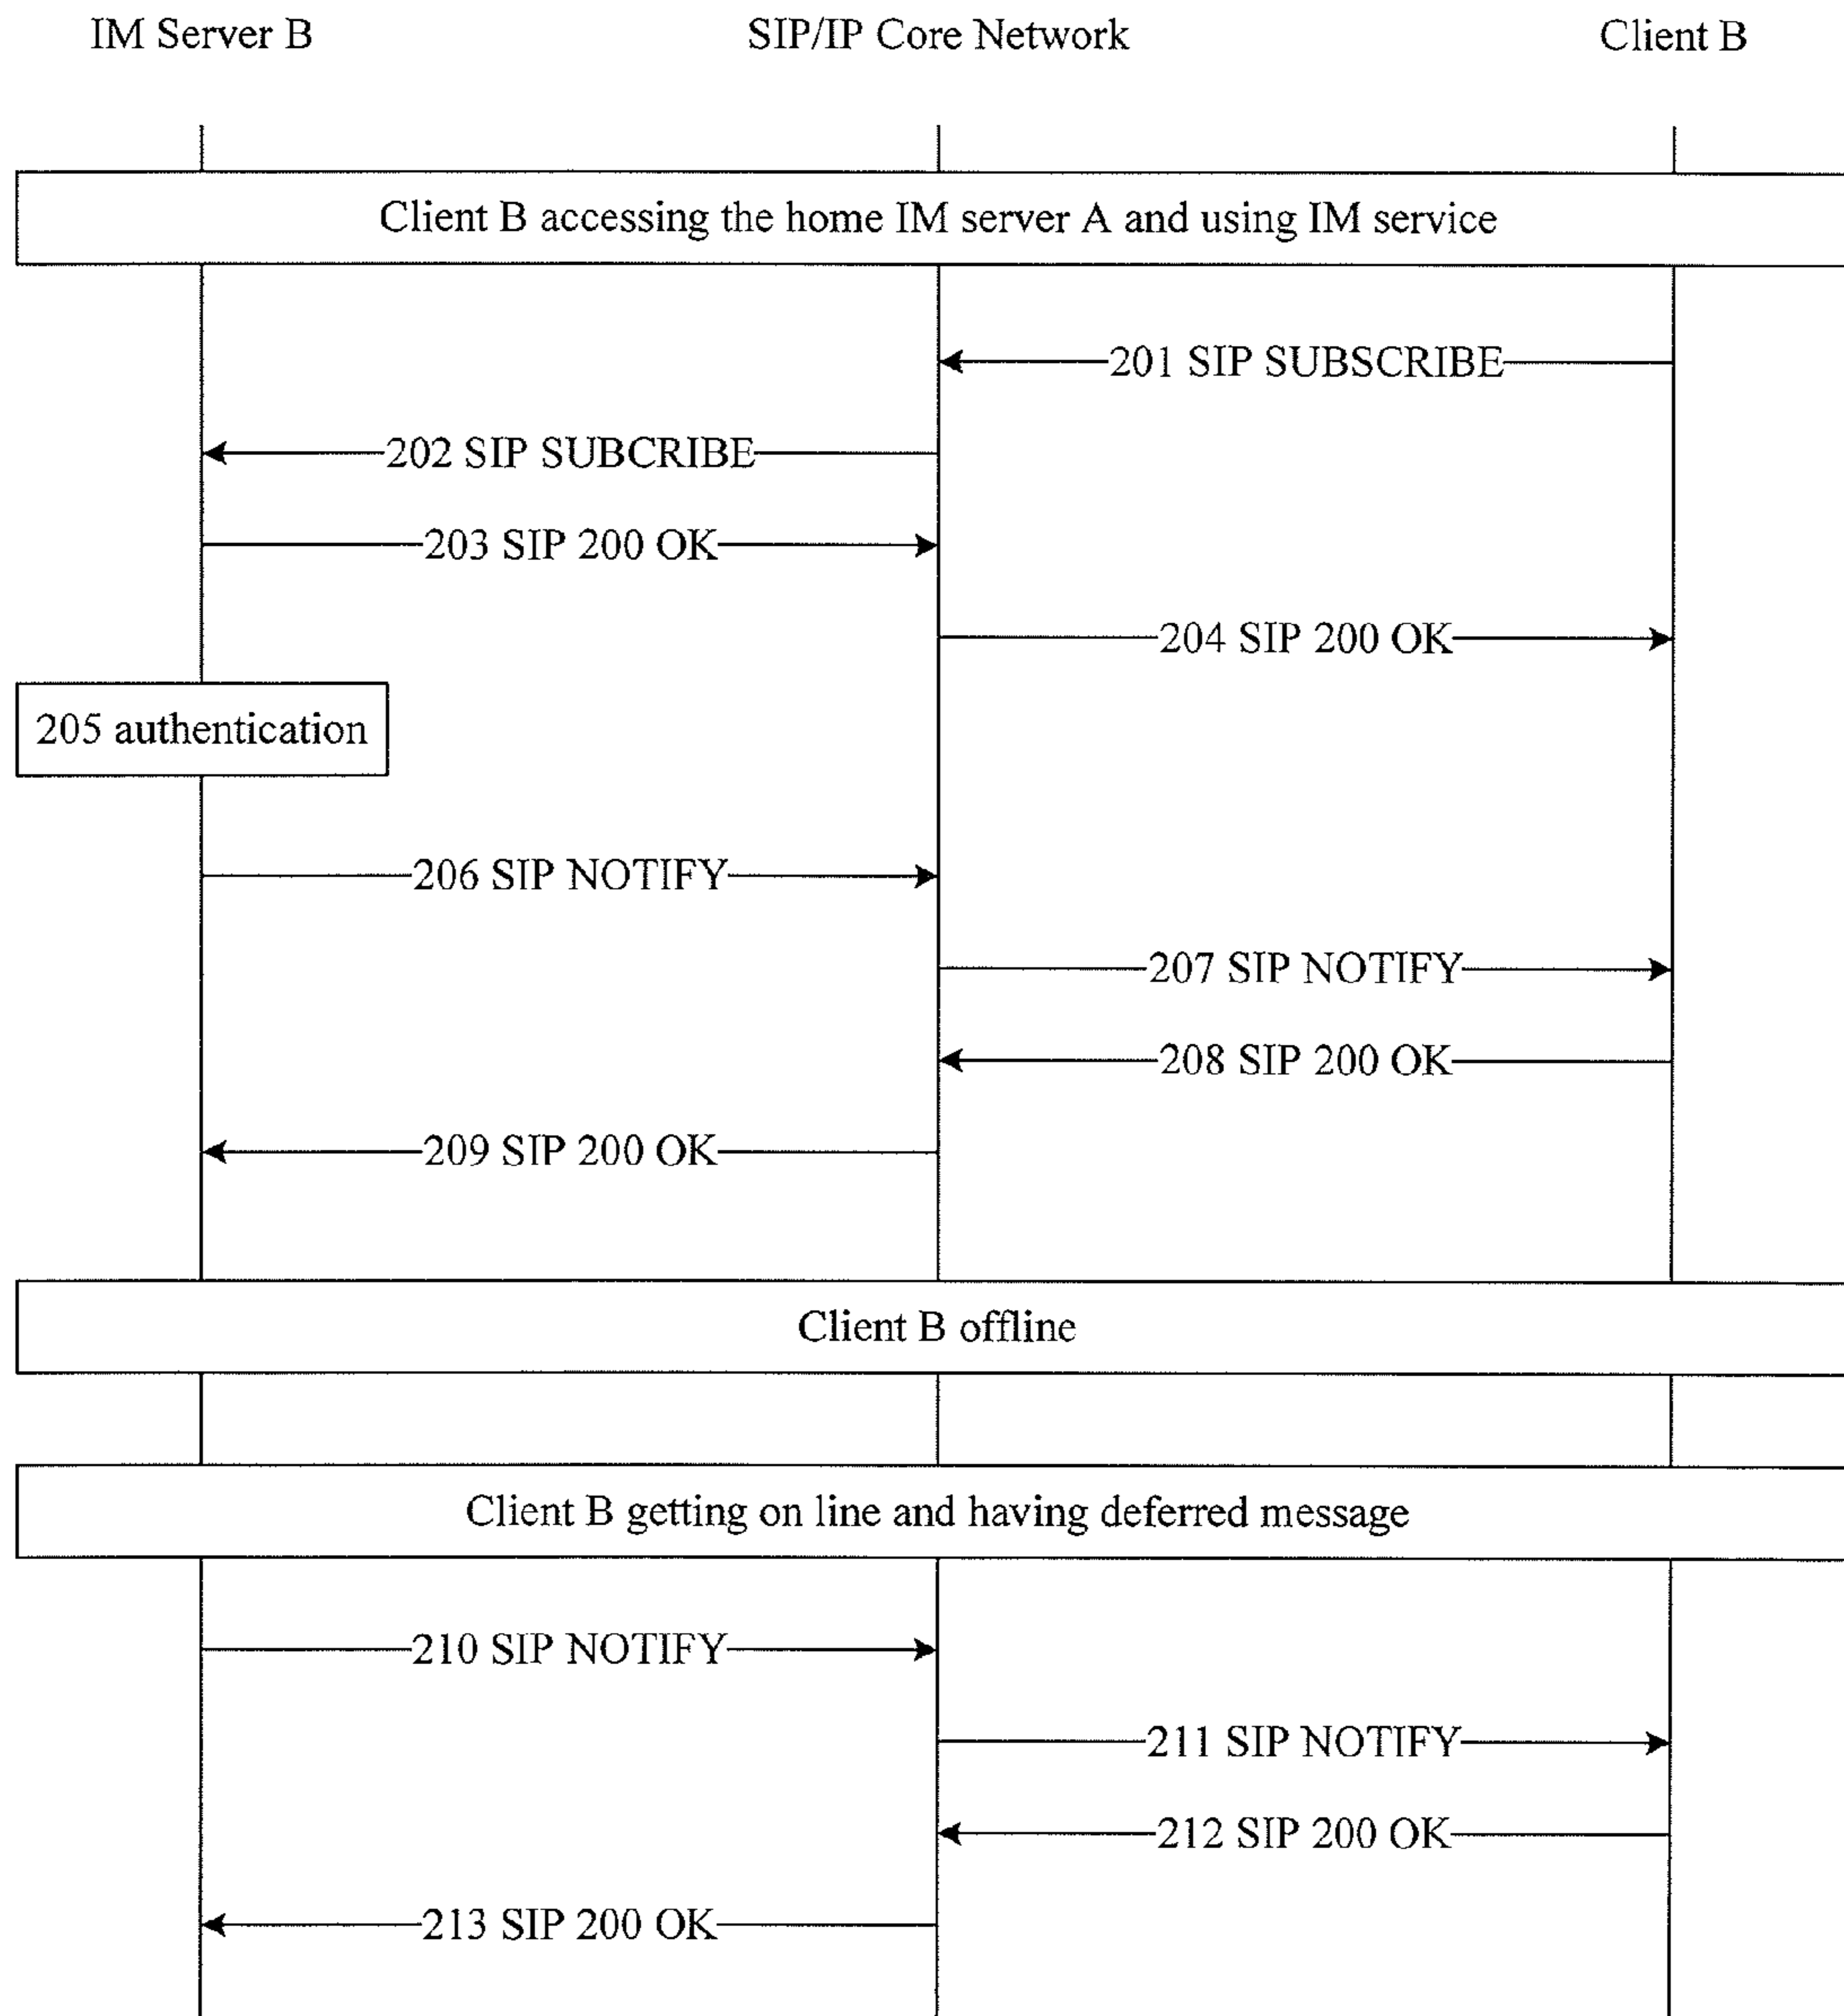 IM Server B
SIP/IP Core Network
Client B
Client B accessing the home IM server A and using IM service
201 SIP SUBSCRIBE
202 SIP SUBCRIBE
203 SIP 200 OK
204 SIP 200 OK
205 authentication
206 SIP NOTIFY
207 SIP NOTIFY
208 SIP 200 OK
209 SIP 200 OK
Client B offline
Client B getting on line and having deferred message
210 SIP NOTIFY
211 SIP NOTIFY
212 SIP 200 OK
213 SIP 200 OK